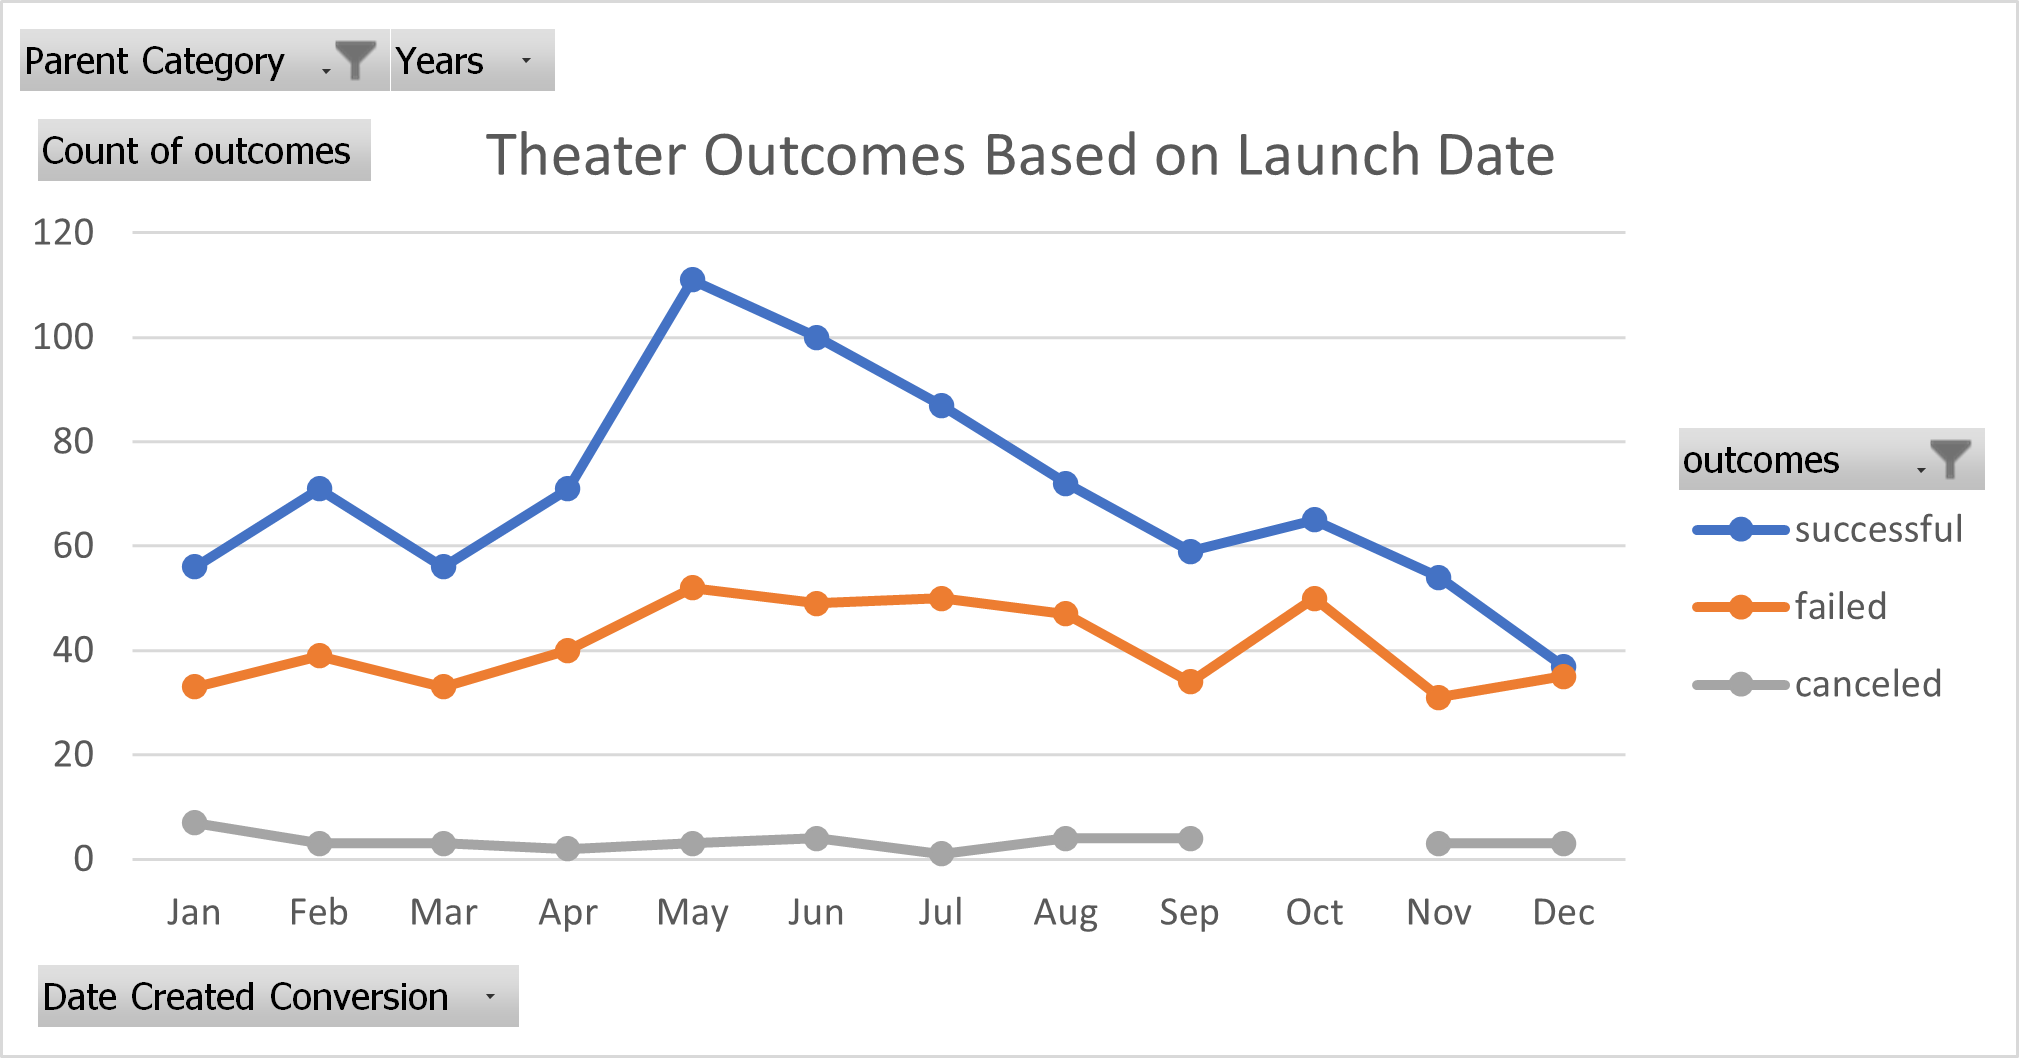 Parent Category Years
Count of outcomes
Theater Outcomes Based on Launch Date
120
100
80
60
40
20
0
Jan Feb Mar Apr May Jun Jul Aug Sep Oct Nov Dec
outcomes
successful
failed
canceled
Date Created Conversion